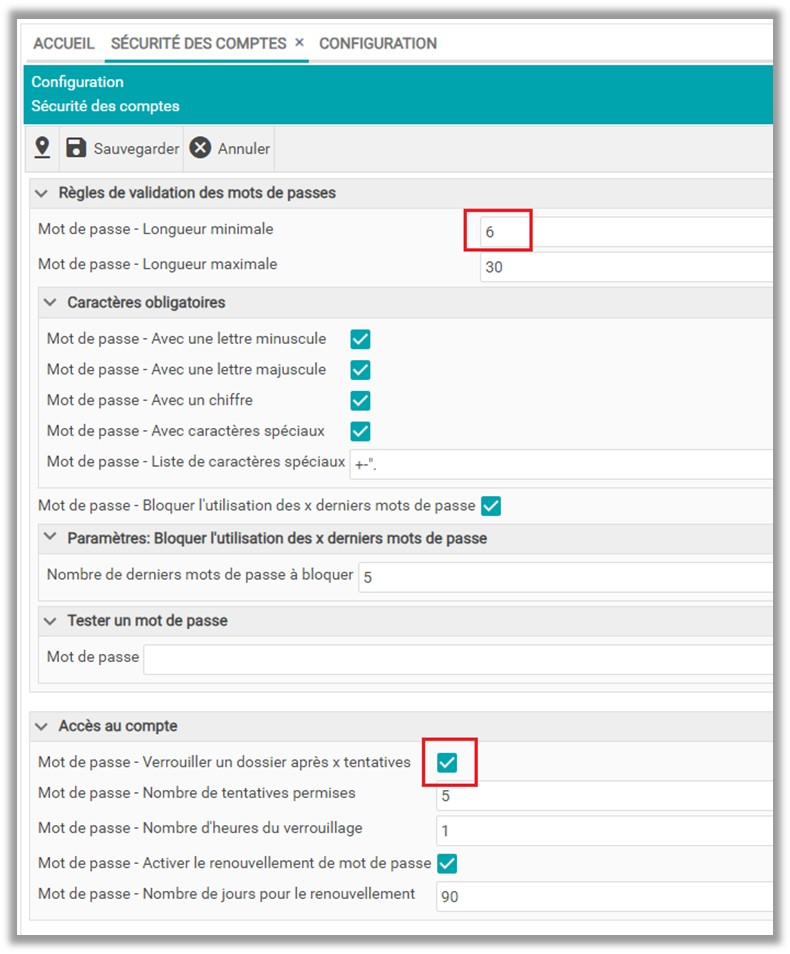 ACCUEIL SÉCURITÉ DES COMPTES × CONFIGURATION
Configuration
Sécurité des comptes
Sauvegarder Annuler
Règles de validation des mots de passes
Mot de passe - Longueur minimale 6
Mot de passe - Longueur maximale 30
Caractères obligatoires
Mot de passe - Avec une lettre minuscule
Mot de passe - Avec une lettre majuscule
Mot de passe - Avec un chiffre
Mot de passe - Avec caractères spéciaux
Mot de passe - Liste de caractères spéciaux +-".
Mot de passe - Bloquer l'utilisation des x derniers mots de passe
Paramètres: Bloquer l'utilisation des x derniers mots de passe
Nombre de derniers mots de passe à bloquer 5
Tester un mot de passe
Mot de passe
Accès au compte
Mot de passe - Verrouiller un dossier après x tentatives
Mot de passe - Nombre de tentatives permises 5
Mot de passe - Nombre d'heures du verrouillage 1
Mot de passe - Activer le renouvellement de mot de passe
Mot de passe - Nombre de jours pour le renouvellement 90